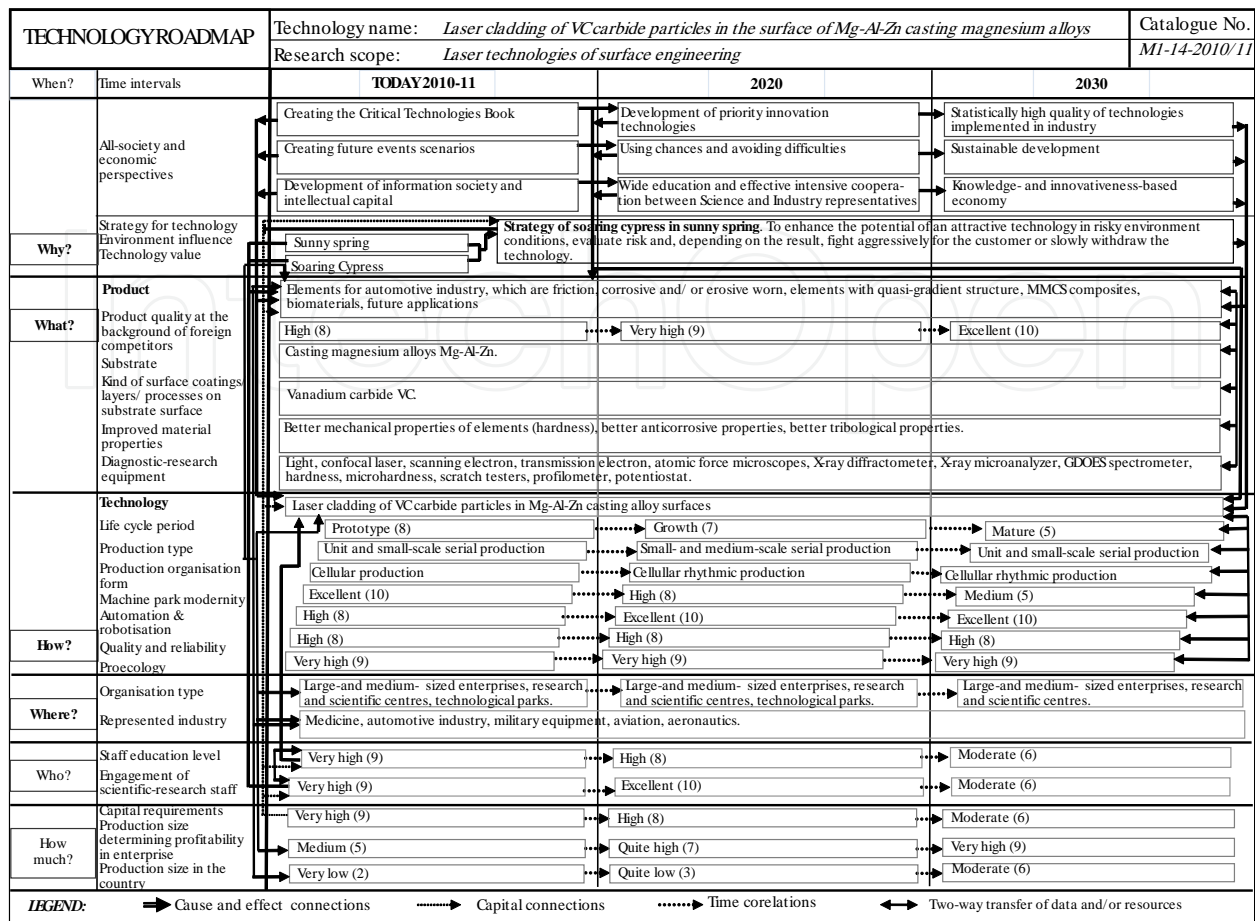 TECHNOLOGY ROADMAP
Technology name: Laser cladding of VC carbide particles in the surface of Mg-Al-Zn casting magnesium alloys
Research scope: Laser technologies of surface engineering
Catalogue No.
M1-14-2010/11
When?
Time intervals
TODAY 2010-11
2020
2030
All-society and
economic
perspectives
Creating the Critical Technologies Book
Development of priority innovation
technologies
Statistically high quality of technologies
implemented in industry
Creating future events scenarios
Using chances and avoiding difficulties
Sustainable development
Development of information society and
intellectual capital
Wide education and effective intensive coopera-
tion between Science and Industry representatives
Knowledge- and innovativeness-based
economy
Why?
Strategy for technology
Environment influence
Technology value
Sunny spring
Soaring Cypress
Strategy of soaring cypress in sunny spring. To enhance the potential of an attractive technology in risky environment
conditions, evaluate risk and, depending on the result, fight aggressively for the customer or slowly withdraw the
technology.
What?
Product
Elements for automotive industry, which are friction, corrosive and/ or erosive worn, elements with quasi-gradient structure, MMCS composites,
biomaterials, future applications
Product quality at the
background of foreign
competitors
High (8)
Very high (9)
Excellent (10)
Substrate
Casting magnesium alloys Mg-Al-Zn.
Kind of surface coatings/
layers/ processes on
substrate surface
Vanadium carbide VC.
Improved material
properties
Better mechanical properties of elements (hardness), better anticorrosive properties, better tribological properties.
Diagnostic-research
equipment
Light, confocal laser, scanning electron, transmission electron, atomic force microscopes, X-ray diffractometer, X-ray microanalyzer, GDOES spectrometer,
hardness, microhardness, scratch testers, profilometer, potentiostat.
How?
Technology
Laser cladding of VC carbide particles in Mg-Al-Zn casting alloy surfaces
Life cycle period
Prototype (8)
Growth (7)
Mature (5)
Production type
Unit and small-scale serial production
Small- and medium-scale serial production
Unit and small-scale serial production
Production organisation
form
Cellular production
Cellullar rhythmic production
Cellullar rhythmic production
Machine park modernity
Excellent (10)
High (8)
Medium (5)
Automation &
robotisation
High (8)
Excellent (10)
Excellent (10)
Quality and reliability
High (8)
High (8)
High (8)
Proecology
Very high (9)
Very high (9)
Very high (9)
Where?
Organisation type
Large-and medium- sized enterprises, research
and scientific centres, technological parks.
Large-and medium- sized enterprises, research
and scientific centres, technological parks.
Large-and medium- sized enterprises, research
and scientific centres.
Represented industry
Medicine, automotive industry, military equipment, aviation, aeronautics.
Who?
Staff education level
Very high (9)
High (8)
Moderate (6)
Engagement of
scientific-research staff
Very high (9)
Excellent (10)
Moderate (6)
How
much?
Capital requirements
Very high (9)
High (8)
Moderate (6)
Production size
determining profitability
in enterprise
Medium (5)
Quite high (7)
Very high (9)
Production size in the
country
Very low (2)
Quite low (3)
Moderate (6)
LEGEND:
Cause and effect connections
Capital connections
Time corelations
Two-way transfer of data and/or resources
InTechOpen